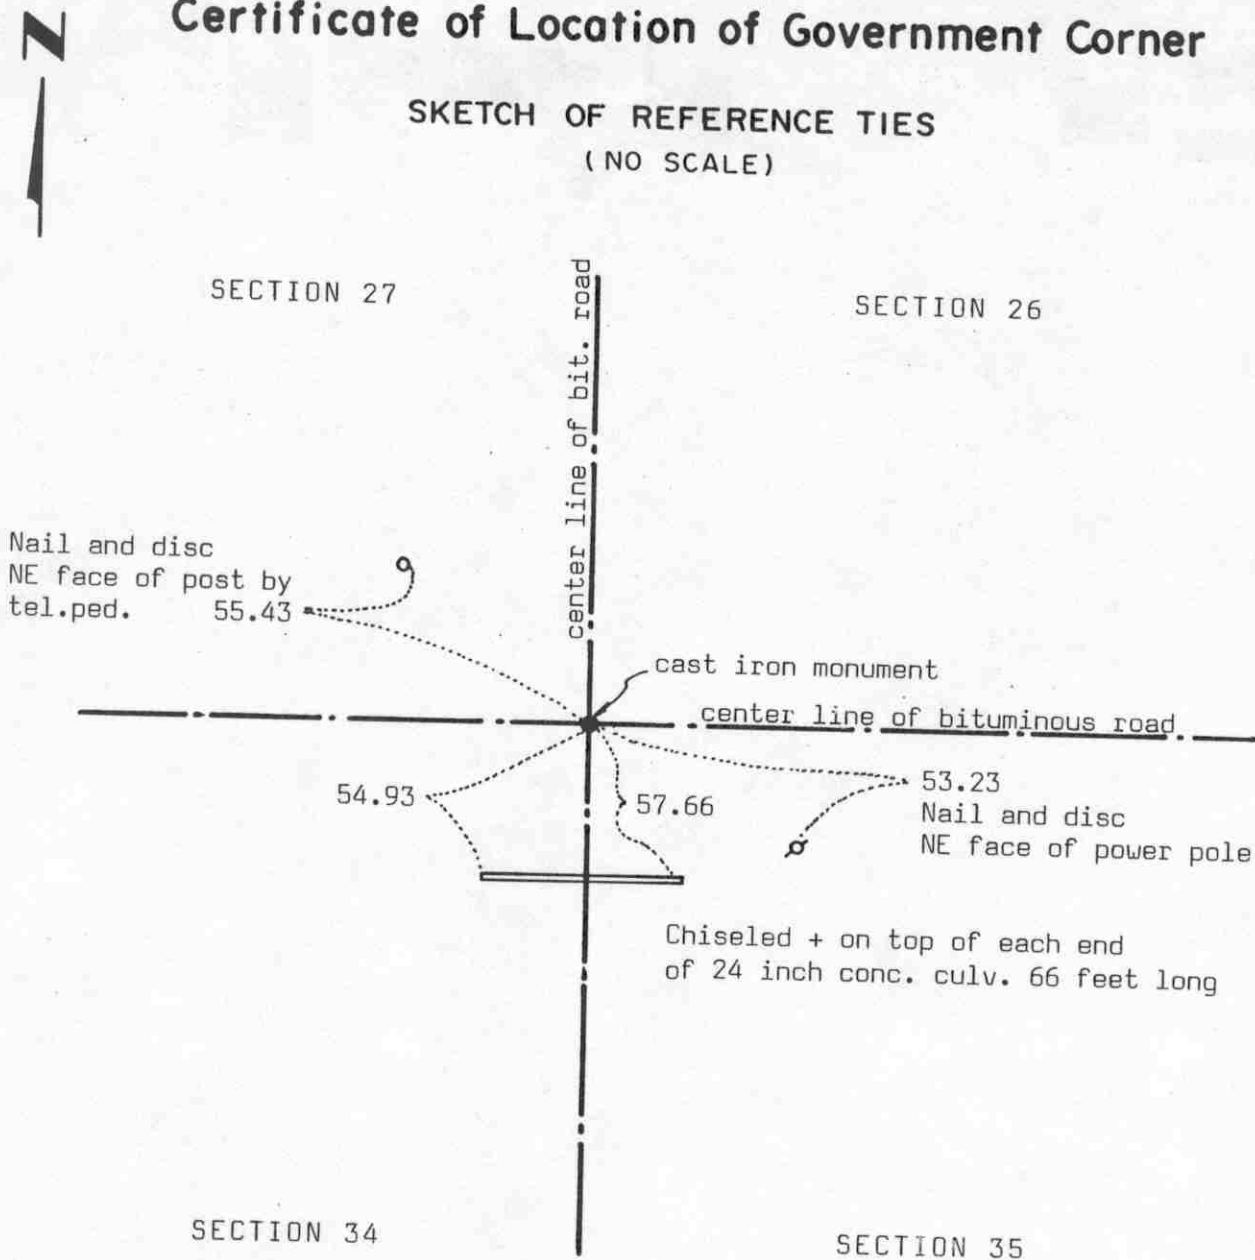 N
Certificate of Location of Government Corner
SKETCH OF REFERENCE TIES
(NO SCALE)
SECTION 27
SECTION 26
center line of bit. road
Nail and disc
NE face of post by
tel.ped. 55.43
cast iron monument
center line of bituminous road
54.93
57.66
53.23
Nail and disc
NE face of power pole
Chiseled + on top of each end
of 24 inch conc. culv. 66 feet long
SECTION 34
SECTION 35